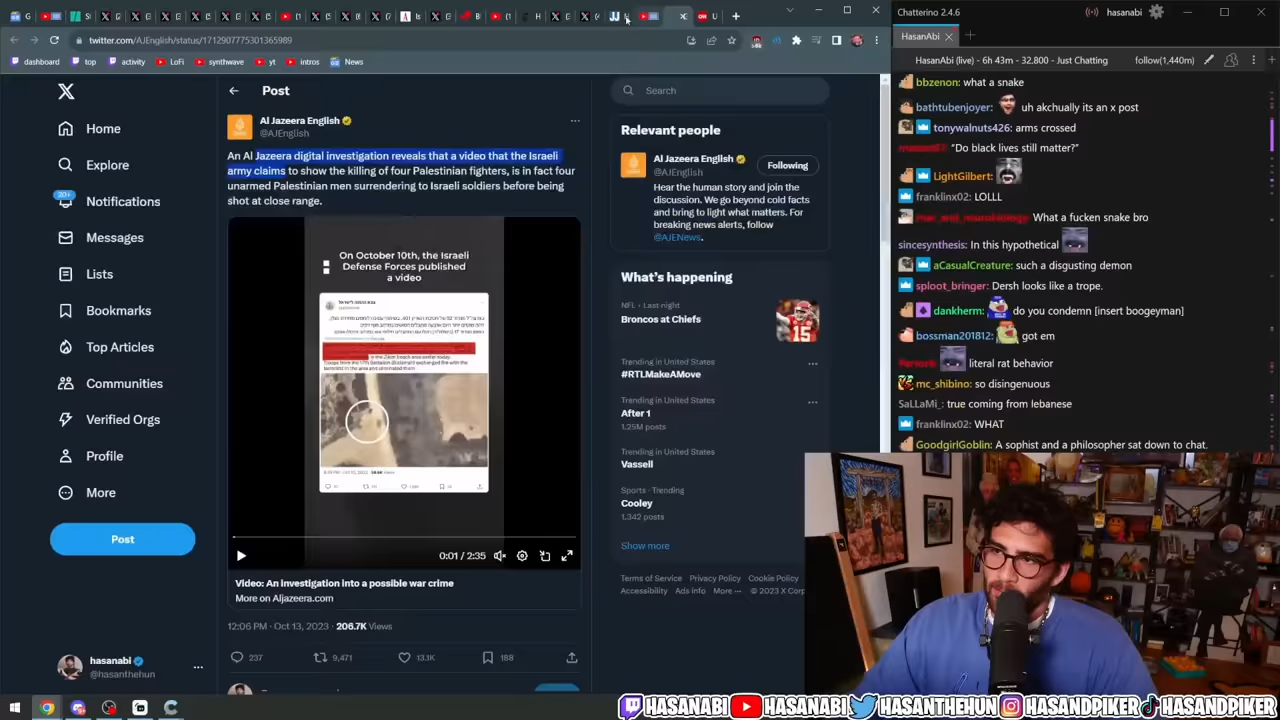 twitter.com/AJEnglish/status/1712907775301365989
dashboard
top
activity
LoFi
synthwave
yt
intros
News
Post
Home
Explore
20+
Notifications
Messages
Lists
Bookmarks
Top Articles
Communities
Verified Orgs
Profile
More
Post
hasanabi
@hasanthehun
Al Jazeera English
@AJEnglish
An Al Jazeera digital investigation reveals that a video that the Israeli
army claims to show the killing of four Palestinian fighters, is in fact four
unarmed Palestinian men surrendering to Israeli soldiers before being
shot at close range.
On October 10th, the Israeli
Defense Forces published
a video
0:01 / 2:35
Video: An investigation into a possible war crime
More on Aljazeera.com
12:06 PM · Oct 13, 2023 · 206.7K Views
237
9,471
13.1K
188
Search
Relevant people
Al Jazeera English
@AJEnglish
Following
Hear the human story and join the
discussion. We go beyond cold facts
and bring to light what matters. For
breaking news alerts, follow
@AJENews.
What's happening
NFL · Last night
Broncos at Chiefs
Trending in United States
#RTLMakeAMove
Trending in United States
After 1
1.25M posts
Trending in United States
Vassell
Sports · Trending
Cooley
1,342 posts
Show more
Terms of Service Privacy Policy Cookie Policy
Accessibility Ads info More ··· © 2023 X Corp
Chatterino 2.4.6
hasanabi
HasanAbi
HasanAbi (live) - 6h 43m - 32,800 - Just Chatting
follow(1,440m)
bbzenon: what a snake
bathtubenjoyer: uh akchually its an x post
tonywalnuts426: arms crossed
"Do black lives still matter?"
LightGilbert:
franklinx02: LOLLL
What a fucken snake bro
sincesynthesis: In this hypothetical
aCasualCreature: such a disgusting demon
sploot_bringer: Dersh looks like a trope.
dankherm: do you condemn [insert boogeyman]
bossman201812: got em
literal rat behavior
mc_shibino: so disingenuous
SaLLaMi_: true coming from lebanese
franklinx02: WHAT
GoodgirlGoblin: A sophist and a philosopher sat down to chat.
HASANABI
HASANABI
HASANTHEHUN
HASANDPIKER
HASANDPIKER